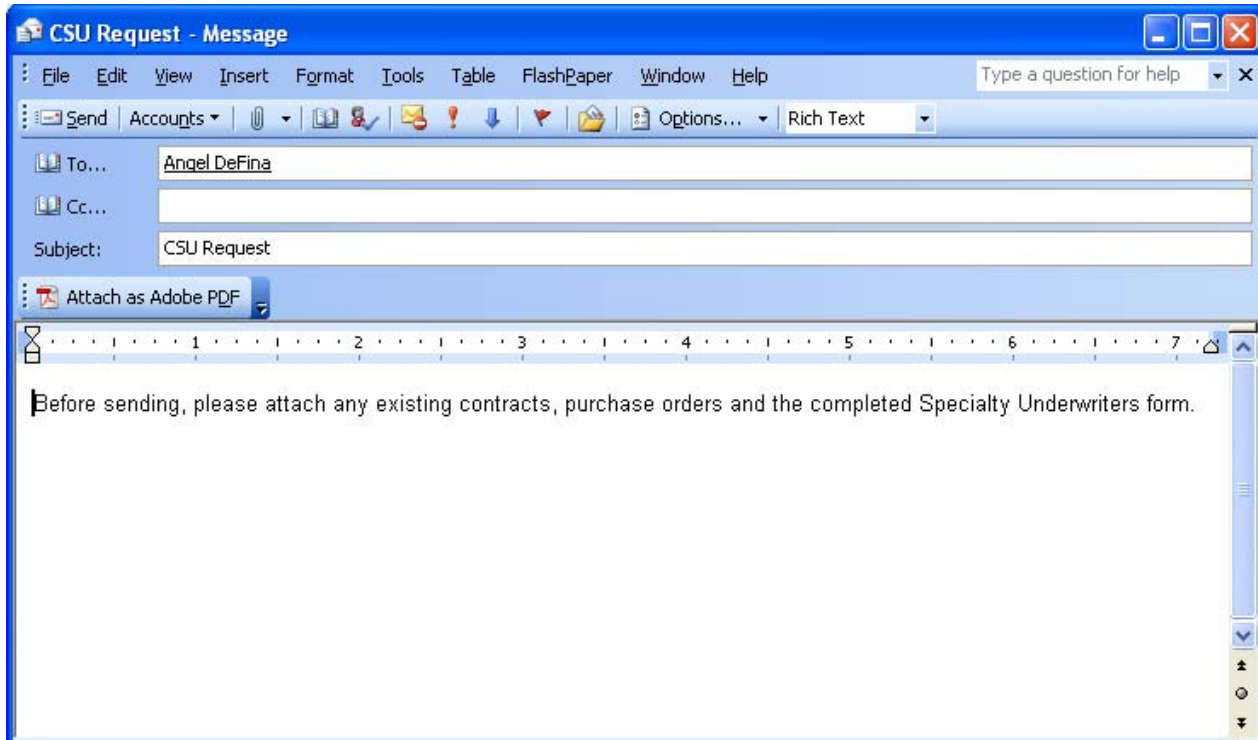 CSU Request - Message
File Edit View Insert Format Tools Table FlashPaper Window Help Type a question for help
Send Accounts Options... Rich Text
To... Angel DeFina
Cc...
Subject: CSU Request
Attach as Adobe PDF
1 2 3 4 5 6 7
Before sending, please attach any existing contracts, purchase orders and the completed Specialty Underwriters form.